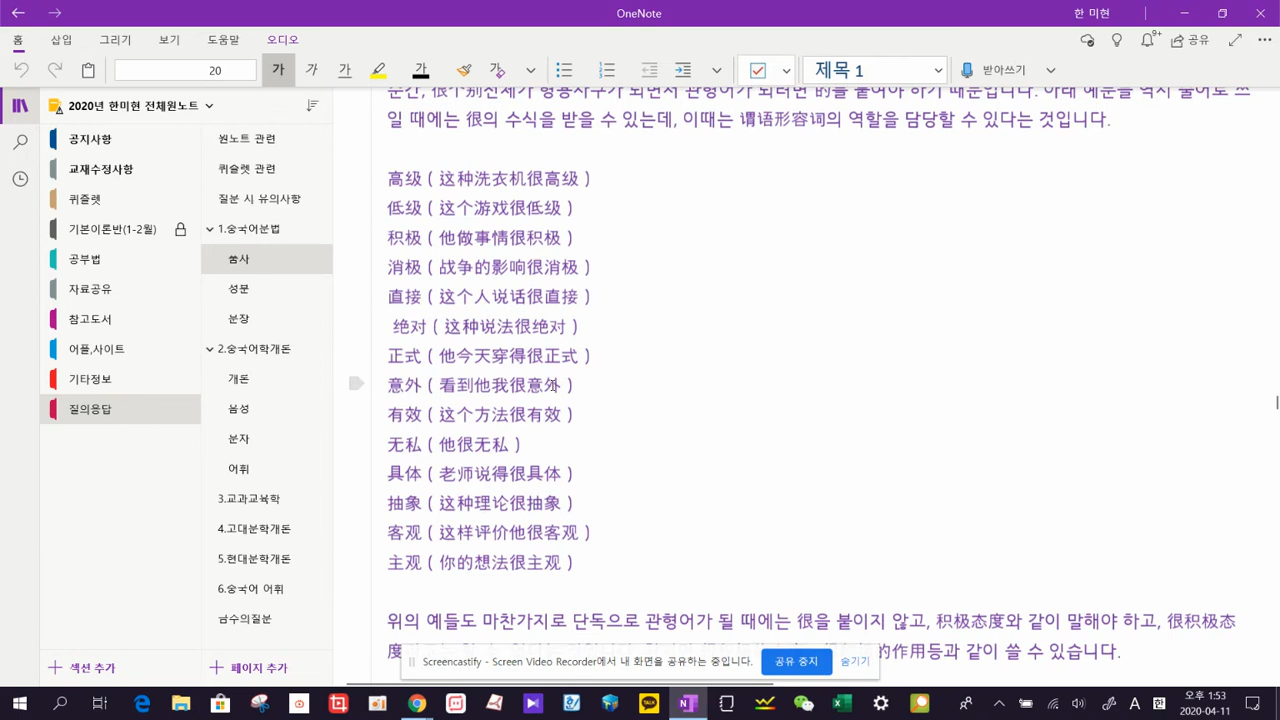 OneNote
한 미현
홈 삽입 그리기 보기 도움말 오디오
9+ 공유
20
가 가 가 가
제목 1
받아쓰기
2020년 한미현 전체원노트
공지사항
교재수정사항
퀴즐렛
기본이론반(1-2월)
공부법
자료공유
참고도서
어플,사이트
기타정보
질의응답
섹션 추가
원노트 관련
퀴슐렛 관련
질문 시 유의사항
1.중국어문법
품사
성분
문장
2.중국어학개론
개론
음성
문자
어휘
3.교과교육학
4.고대문학개론
5.현대문학개론
6.중국어 어휘
남수의질문
페이지 추가
일 때에는 很의 수식을 받을 수 있는데, 이때는 谓语形容词의 역할을 담당할 수 있다는 것입니다.
高级 ( 这种洗衣机很高级 )
低级 ( 这个游戏很低级 )
积极 ( 他做事情很积极 )
消极 ( 战争的影响很消极 )
直接 ( 这个人说话很直接 )
绝对 ( 这种说法很绝对 )
正式 ( 他今天穿得很正式 )
意外 ( 看到他我很意外 )
有效 ( 这个方法很有效 )
无私 ( 他很无私 )
具体 ( 老师说得很具体 )
抽象 ( 这种理论很抽象 )
客观 ( 这样评价他很客观 )
主观 ( 你的想法很主观 )
위의 예들도 마찬가지로 단독으로 관형어가 될 때에는 很을 붙이지 않고, 积极态度와 같이 말해야 하고, 很积极态
的作用등과 같이 쓸 수 있습니다.
Screencastify - Screen Video Recorder에서 내 화면을 공유하는 중입니다. 공유 중지 숨기기
TALK
A 한
오후 1:53
2020-04-11